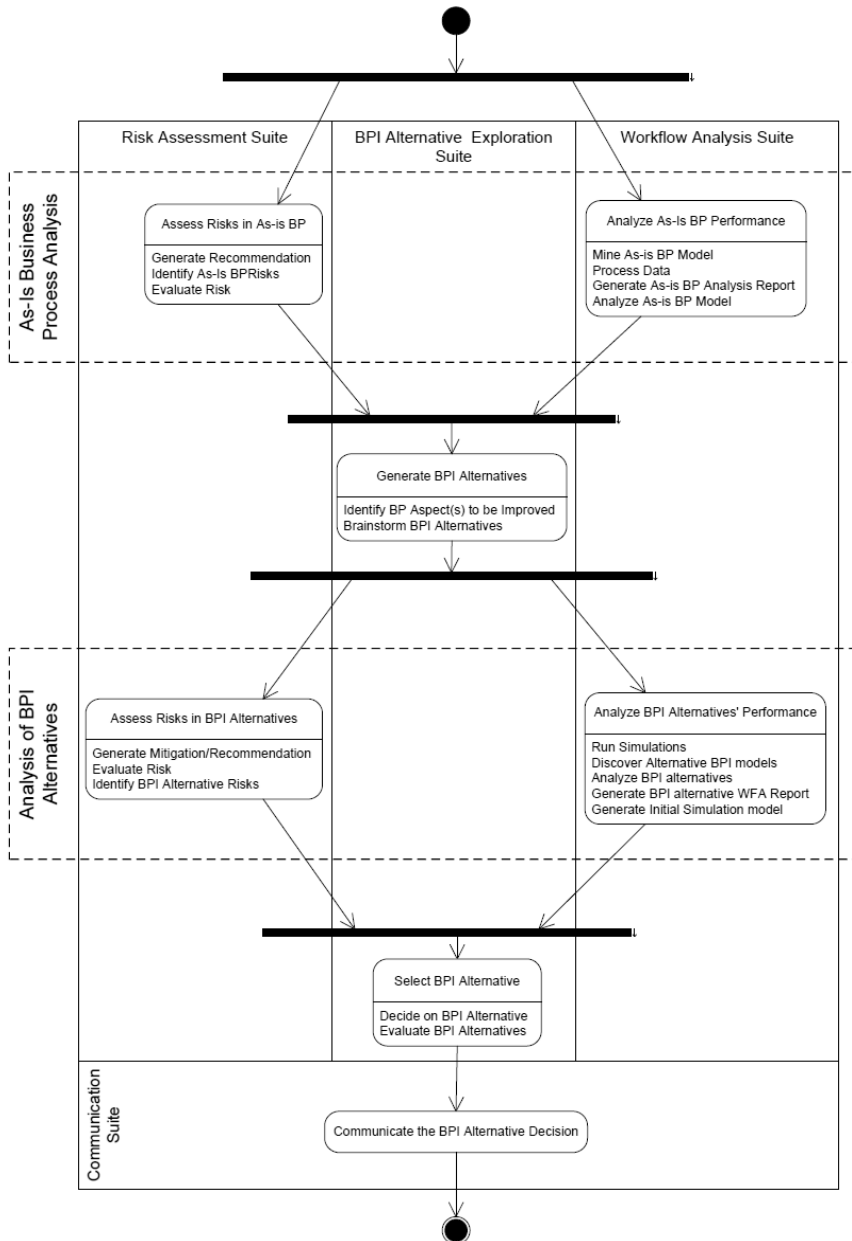 Risk Assessment Suite
BPI Alternative Exploration
Suite
Workflow Analysis Suite
As-Is Business
Process Analysis
Assess Risks in As-is BP
Generate Recommendation
Identify As-Is BPRisks
Evaluate Risk
Analyze As-Is BP Performance
Mine As-is BP Model
Process Data
Generate As-is BP Analysis Report
Analyze As-is BP Model
Generate BPI Alternatives
Identify BP Aspect(s) to be Improved
Brainstorm BPI Alternatives
Analysis of BPI
Alternatives
Assess Risks in BPI Alternatives
Generate Mitigation/Recommendation
Evaluate Risk
Identify BPI Alternative Risks
Analyze BPI Alternatives' Performance
Run Simulations
Discover Alternative BPI models
Analyze BPI alternatives
Generate BPI alternative WFA Report
Generate Initial Simulation model
Select BPI Alternative
Decide on BPI Alternative
Evaluate BPI Alternatives
Communication
Suite
Communicate the BPI Alternative Decision